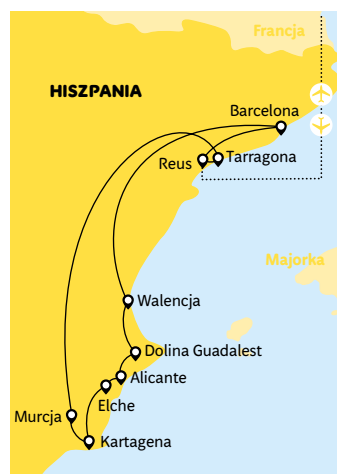 Francja
HISZPANIA
Barcelona
Reus
Tarragona
Majorka
Walencja
Dolina Guadalest
Alicante
Elche
Murcja
Kartagena